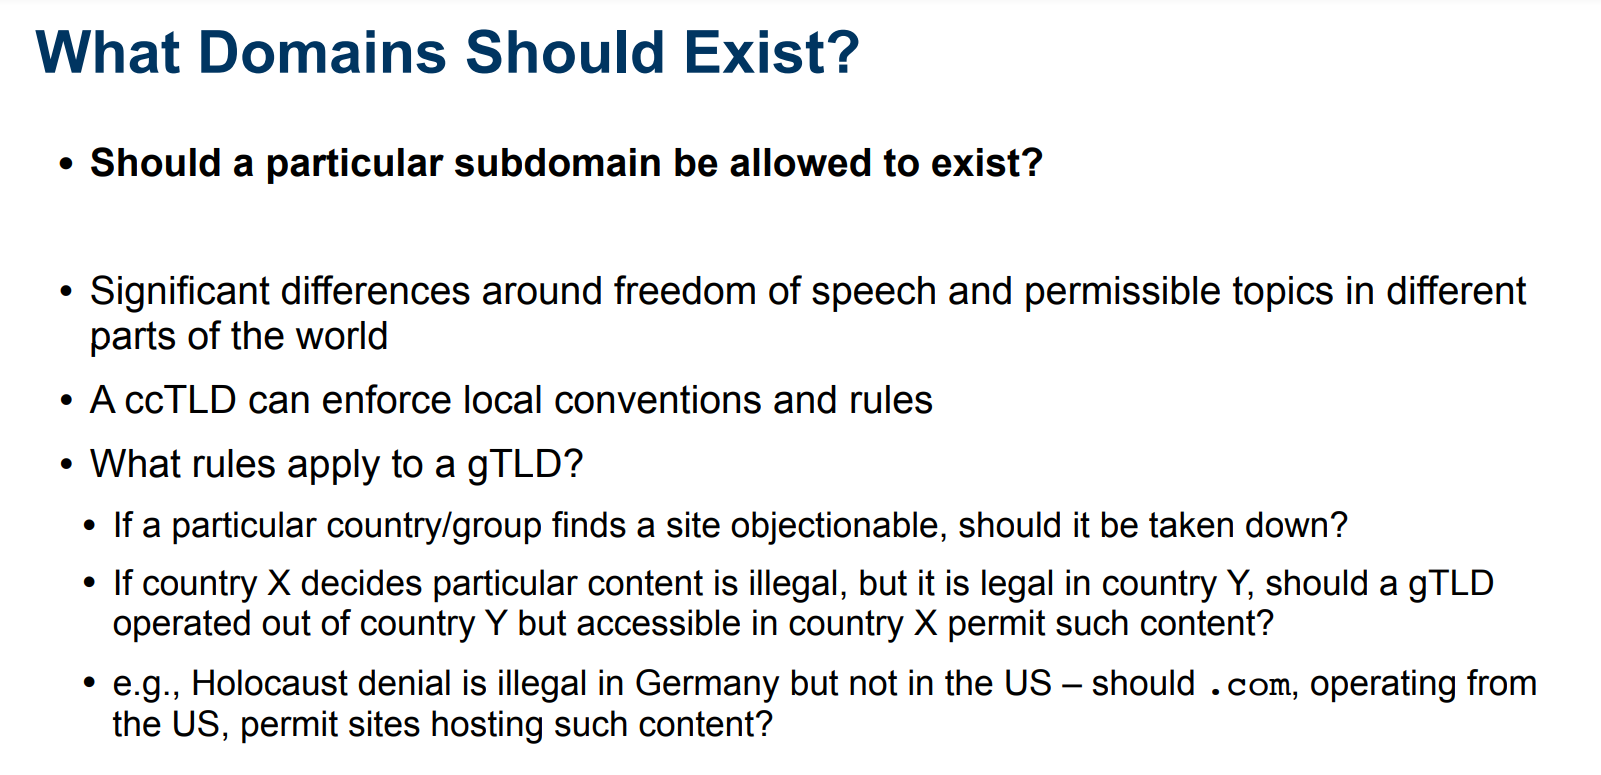 What Domains Should Exist?
• Should a particular subdomain be allowed to exist?
• Significant differences around freedom of speech and permissible topics in different
parts of the world
• A ccTLD can enforce local conventions and rules
• What rules apply to a gTLD?
• If a particular country/group finds a site objectionable, should it be taken down?
• If country X decides particular content is illegal, but it is legal in country Y, should a gTLD
operated out of country Y but accessible in country X permit such content?
• e.g., Holocaust denial is illegal in Germany but not in the US – should .com, operating from
the US, permit sites hosting such content?